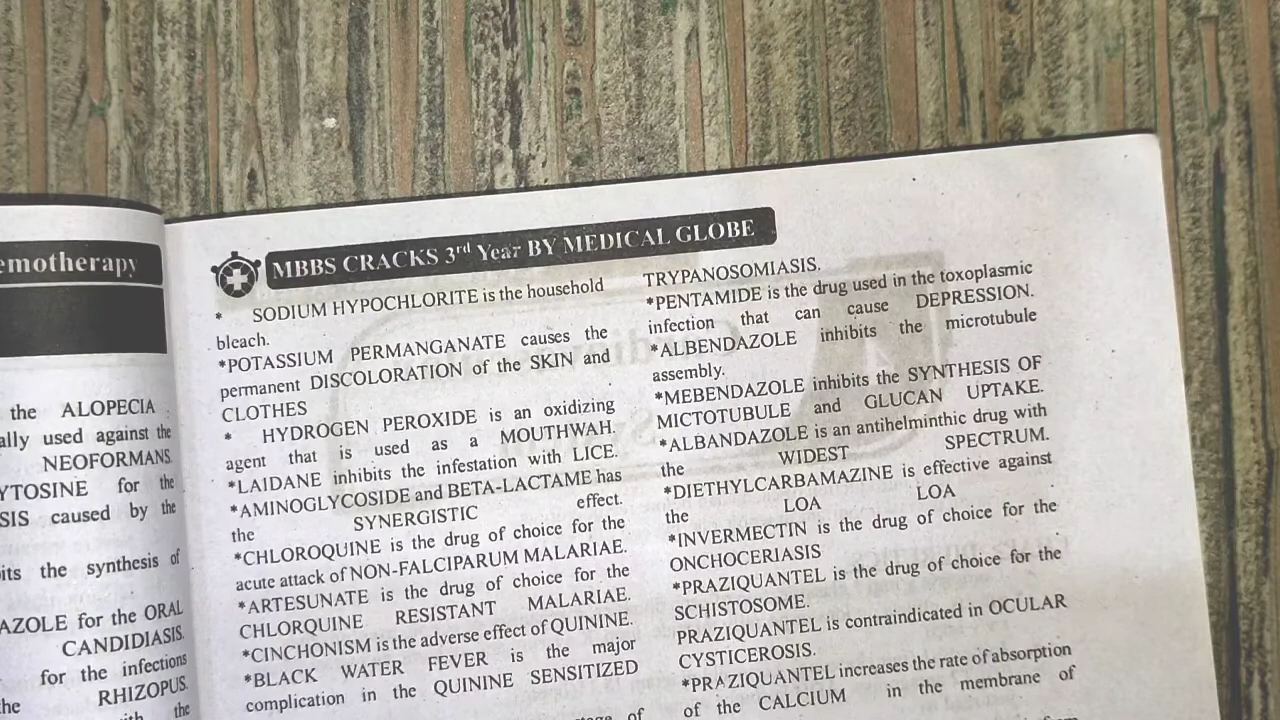 emotherapy
the ALOPECIA
ally used against the
NEOFORMANS.
YTOSINE for the
SIS caused by the
its the synthesis of
AZOLE for the ORAL
CANDIDIASIS.
for the infections
he RHIZOPUS.
with the
MBBS CRACKS 3rd Year BY MEDICAL GLOBE
* SODIUM HYPOCHLORITE is the household
bleach.
*POTASSIUM PERMANGANATE causes the
permanent DISCOLORATION of the SKIN and
CLOTHES
* HYDROGEN PEROXIDE is an oxidizing
agent that is used as a MOUTHWAH.
*LAIDANE inhibits the infestation with LICE.
*AMINOGLYCOSIDE and BETA-LACTAME has
the SYNERGISTIC effect.
*CHLOROQUINE is the drug of choice for the
acute attack of NON-FALCIPARUM MALARIAE.
*ARTESUNATE is the drug of choice for the
CHLORQUINE RESISTANT MALARIAE.
*CINCHONISM is the adverse effect of QUININE.
*BLACK WATER FEVER is the major
complication in the QUININE SENSITIZED
of
TRYPANOSOMIASIS.
*PENTAMIDE is the drug used in the toxoplasmic
infection that can cause DEPRESSION.
*ALBENDAZOLE inhibits the microtubule
assembly.
*MEBENDAZOLE inhibits the SYNTHESIS OF
MICTOTUBULE and GLUCAN UPTAKE.
*ALBANDAZOLE is an antihelminthic drug with
the WIDEST SPECTRUM.
*DIETHYLCARBAMAZINE is effective against
the LOA LOA
*INVERMECTIN is the drug of choice for the
ONCHOCERIASIS
*PRAZIQUANTEL is the drug of choice for the
SCHISTOSOME.
PRAZIQUANTEL is contraindicated in OCULAR
CYSTICEROSIS.
*PRAZIQUANTEL increases the rate of absorption
of the CALCIUM in the membrane of